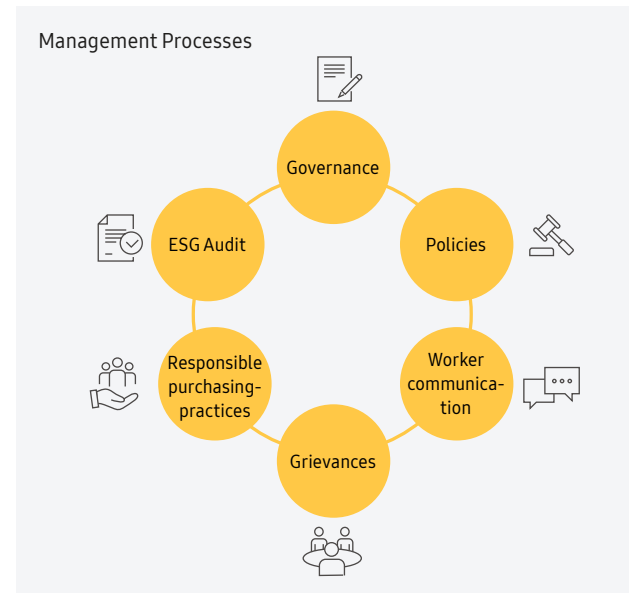 Management Processes
Governance
ESG Audit
Policies
Responsible
purchasing-
practices
Worker
communica-
tion
Grievances